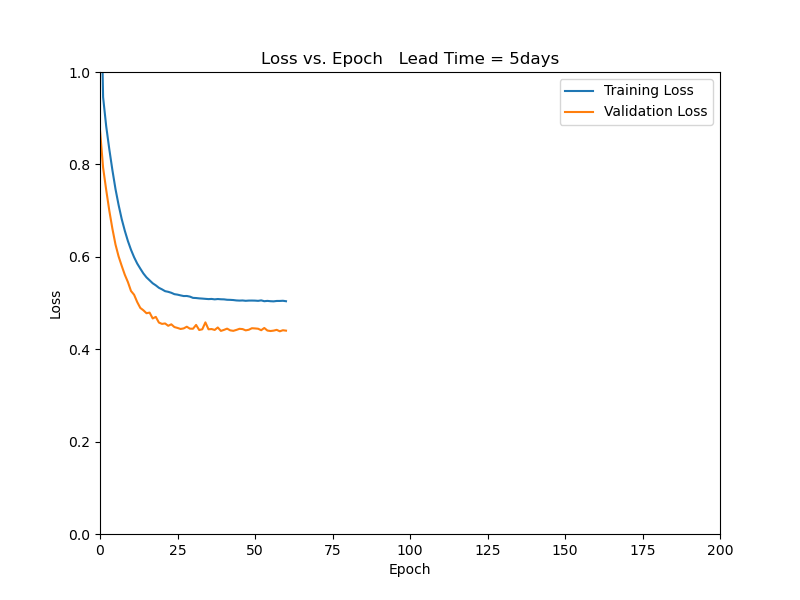 Loss vs. Epoch   Lead Time = 5days
Training Loss
Validation Loss
1.0
0.8
0.6
0.4
0.2
0.0
Loss
0 25 50 75 100 125 150 175 200
Epoch